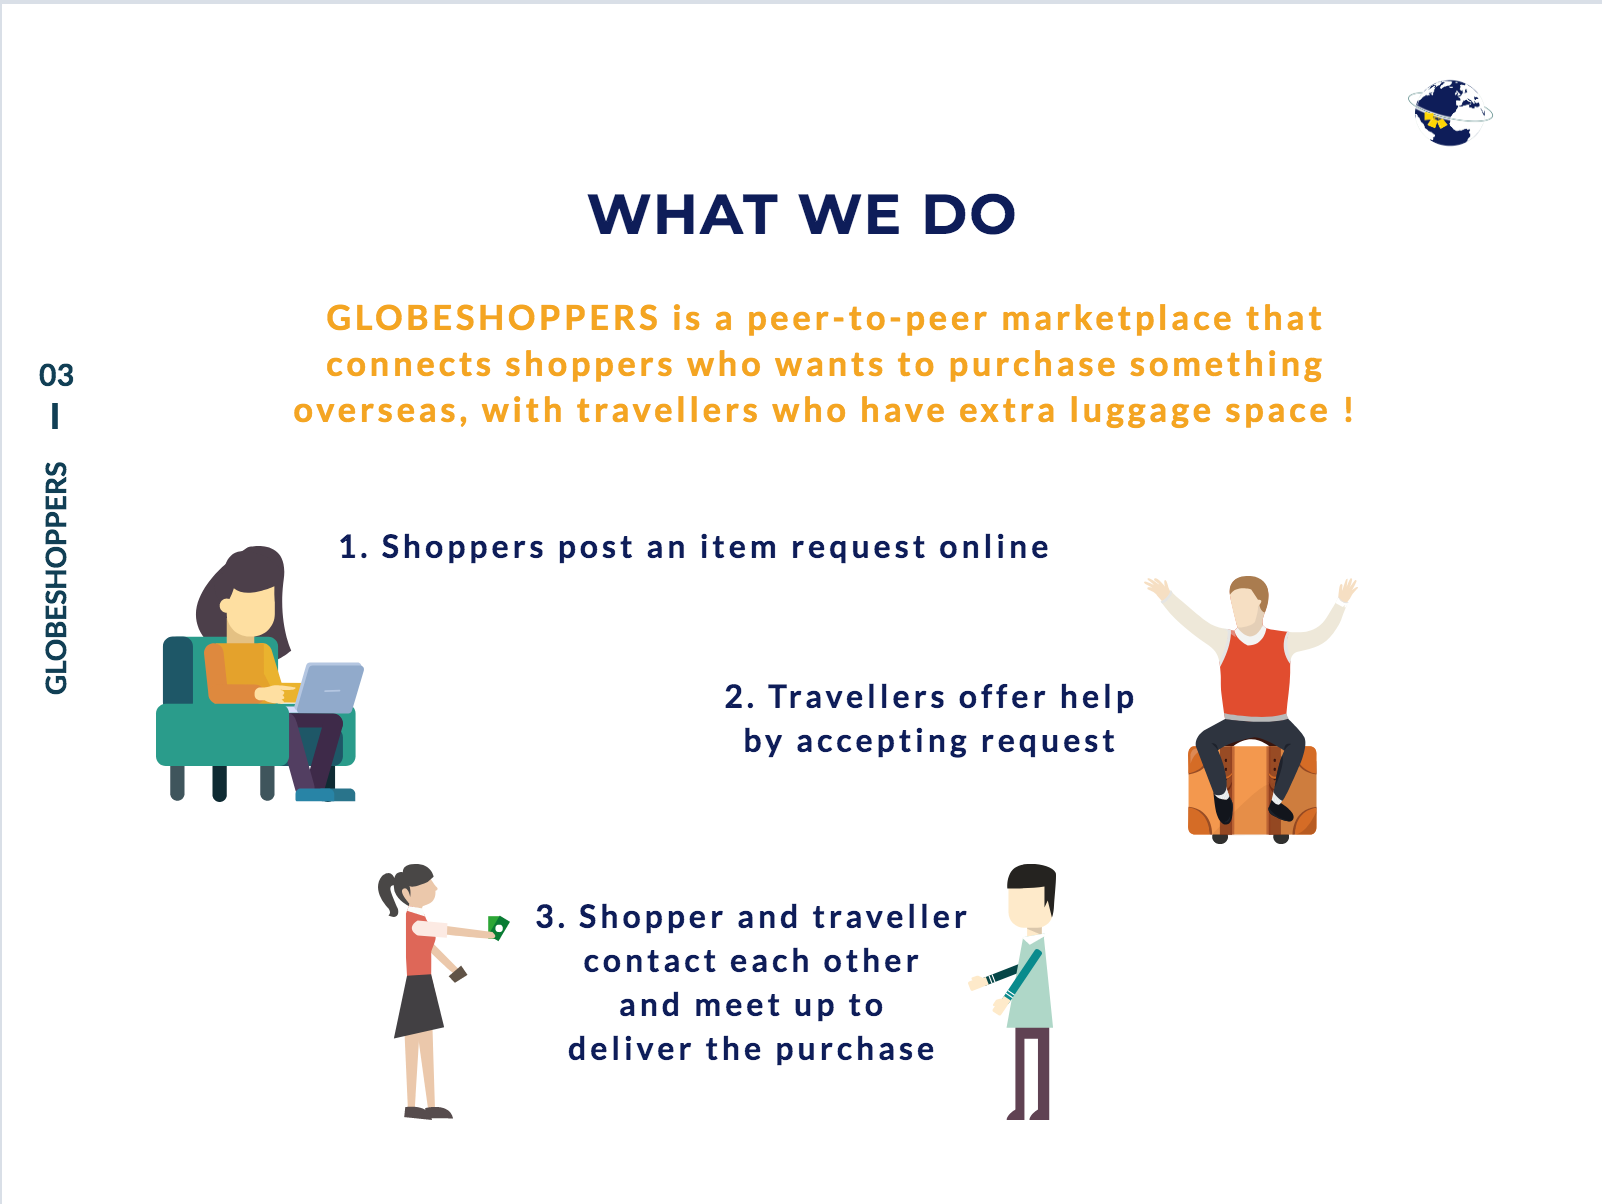 WHAT WE DO
GLOBESHOPPERS is a peer-to-peer marketplace that
connects shoppers who wants to purchase something
overseas, with travellers who have extra luggage space !
03
|
GLOBESHOPPERS
1. Shoppers post an item request online
2. Travellers offer help
by accepting request
3. Shopper and traveller
contact each other
and meet up to
deliver the purchase